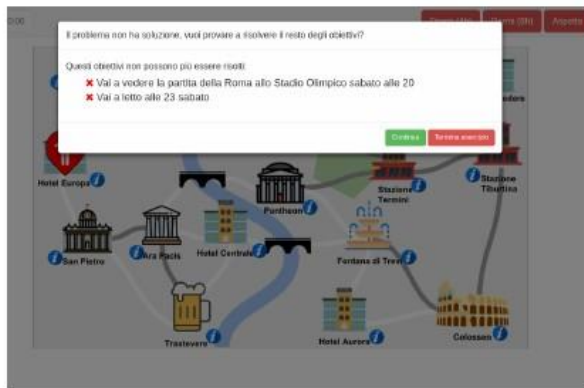 Il problema non ha soluzione, vuoi provare a risolvere il resto degli obiettivi?
Questi obiettivi non possono più essere risolti:
✖ Vai a vedere la partita della Roma allo Stadio Olimpico sabato alle 20
✖ Vai a letto alle 23 sabato
Continua
Termina esercizio
Hotel Europa
Pantheon
Stazione Termini
Stazione Tiburtina
San Pietro
Ara Pacis
Hotel Centrale
Fontana di Trevi
Trastevere
Hotel Aurora
Colosseo